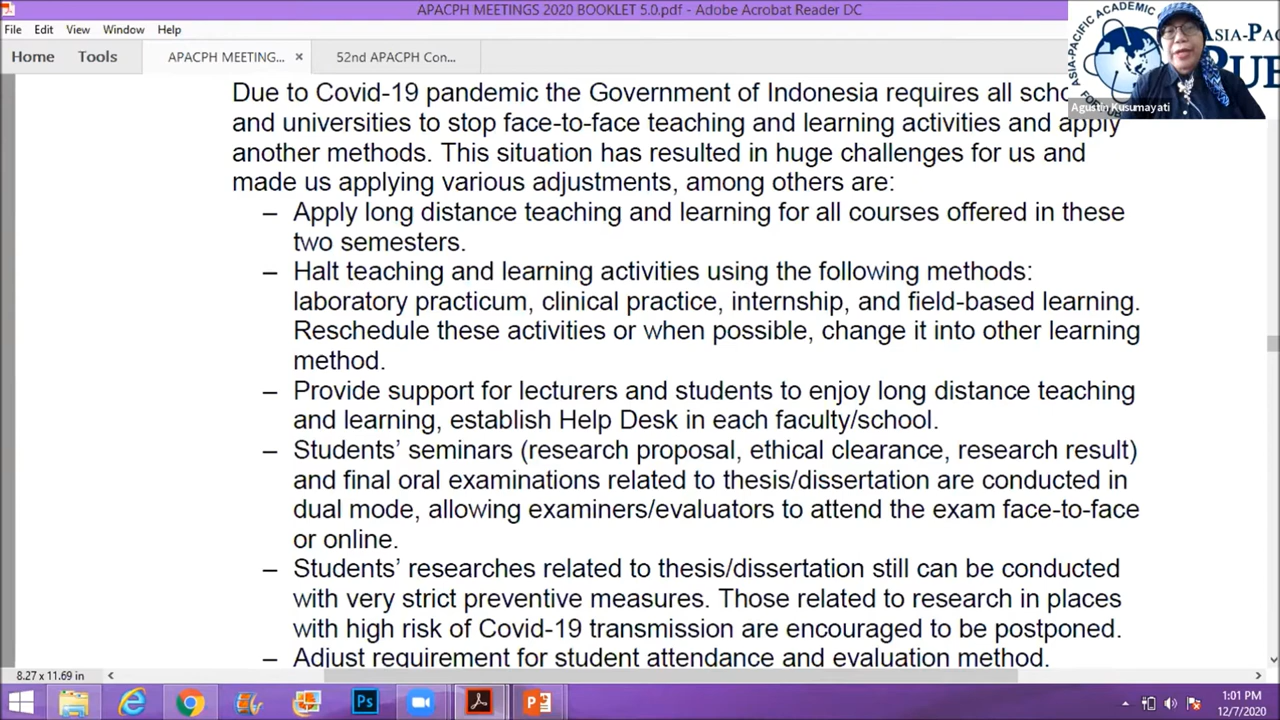 APACPH MEETINGS 2020 BOOKLET 5.0.pdf - Adobe Acrobat Reader DC
File Edit View Window Help
Home Tools APACPH MEETING... × 52nd APACPH Con...
ASIA-PACIFIC ACADEMIC
ASIA-PAC
PUB
Agustin Kusumayati
Due to Covid-19 pandemic the Government of Indonesia requires all scho
and universities to stop face-to-face teaching and learning activities and apply
another methods. This situation has resulted in huge challenges for us and
made us applying various adjustments, among others are:
– Apply long distance teaching and learning for all courses offered in these
two semesters.
– Halt teaching and learning activities using the following methods:
laboratory practicum, clinical practice, internship, and field-based learning.
Reschedule these activities or when possible, change it into other learning
method.
– Provide support for lecturers and students to enjoy long distance teaching
and learning, establish Help Desk in each faculty/school.
– Students’ seminars (research proposal, ethical clearance, research result)
and final oral examinations related to thesis/dissertation are conducted in
dual mode, allowing examiners/evaluators to attend the exam face-to-face
or online.
– Students’ researches related to thesis/dissertation still can be conducted
with very strict preventive measures. Those related to research in places
with high risk of Covid-19 transmission are encouraged to be postponed.
– Adjust requirement for student attendance and evaluation method.
8.27 x 11.69 in
Ps
1:01 PM
12/7/2020